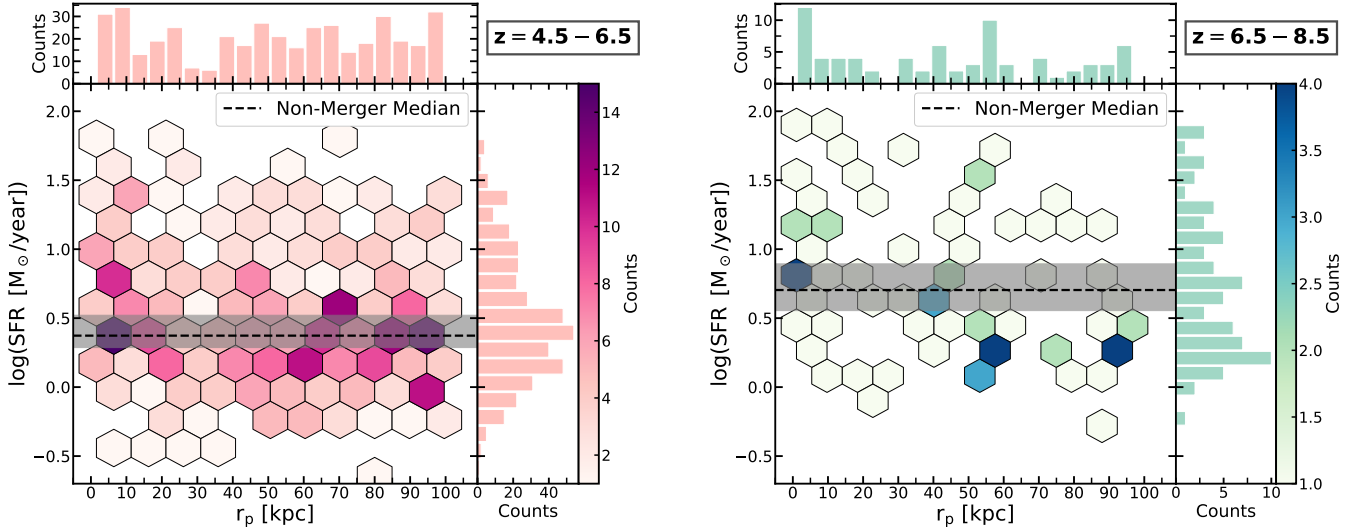 30
20
10
0
Counts
z = 4.5 − 6.5
Non-Merger Median
2.0
1.5
1.0
0.5
0.0
−0.5
log(SFR [M⊙/year])
0 10 20 30 40 50 60 70 80 90 100
r_p [kpc]
0 20 40
Counts
14
12
10
8
6
4
2
Counts
10
5
0
Counts
z = 6.5 − 8.5
Non-Merger Median
2.0
1.5
1.0
0.5
0.0
−0.5
log(SFR [M⊙/year])
0 10 20 30 40 50 60 70 80 90 100
r_p [kpc]
0 5 10
Counts
4.0
3.5
3.0
2.5
2.0
1.5
1.0
Counts